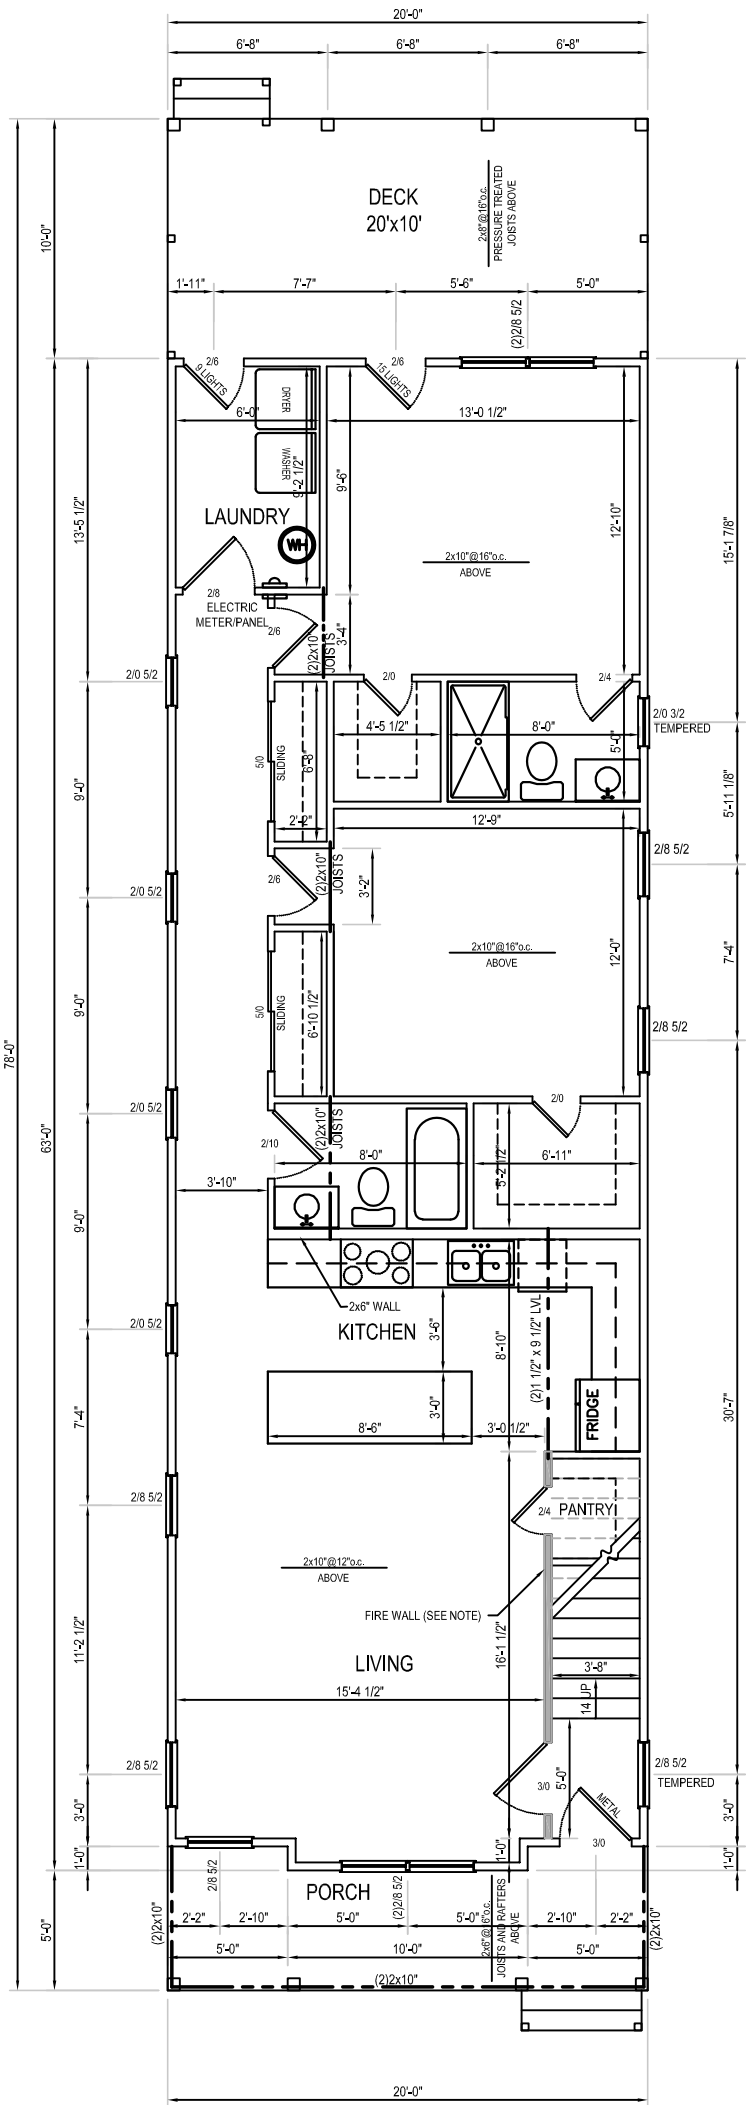 20'-0"
6'-8" 6'-8" 6'-8"
DECK
20'x10'
2x8"@16"o.c.
PRESSURE TREATED
JOISTS ABOVE
10'-0"
1'-11" 7'-7" 5'-6" 5'-0"
(2)2/8 5/2
2/6 2/6
9 LIGHTS 15 LIGHTS
DRYER
6'-0" 13'-0 1/2"
WASHER
9'-2 1/2"
9'-6"
12'-10"
13'-5 1/2"
15'-1 7/8"
LAUNDRY
WH
2x10"@16"o.c.
ABOVE
2/8
ELECTRIC
METER/PANEL
2/6
(2)2x10"
JOISTS
3'-4"
2/0 5/2
2/0 2/4
2/0 3/2
TEMPERED
4'-5 1/2" 8'-0"
5'-0"
5/0
SLIDING
6'-8"
9'-0"
5'-11 1/8"
2'-2" 12'-9"
2/8 5/2
2/6
(2)2x10"
JOISTS
3'-2"
2/0 5/2
2x10"@16"o.c.
ABOVE
12'-0"
7'-4"
5/0
SLIDING
6'-10 1/2"
9'-0"
2/8 5/2
78'-0"
63'-0"
2/0 5/2
2/0
2/10
(2)2x10"
JOISTS
8'-0" 6'-11"
5'-2 1/2"
3'-10"
9'-0"
2x6" WALL
2/0 5/2
KITCHEN
3'-6"
8'-10"
(2)1 1/2" x 9 1/2" LVL
7'-4"
3'-0"
8'-6" 3'-0 1/2"
FRIDGE
30'-7"
2/8 5/2
2/4
PANTRY
2x10"@12"o.c.
ABOVE
FIRE WALL (SEE NOTE)
16'-1 1/2"
11'-2 1/2"
LIVING
3'-8"
15'-4 1/2"
14 UP
2/8 5/2
2/8 5/2
TEMPERED
3/0
5'-0"
METAL
3/0
3'-0" 3'-0"
1'-0" 1'-0" 1'-0"
2/8 5/2
PORCH
(2)2/8 5/2
2x6"@16"o.c.
JOISTS AND RAFTERS
ABOVE
(2)2x10"
2'-2" 2'-10" 5'-0" 5'-0" 2'-10" 2'-2"
(2)2x10"
5'-0"
5'-0" 10'-0" 5'-0"
(2)2x10"
20'-0"